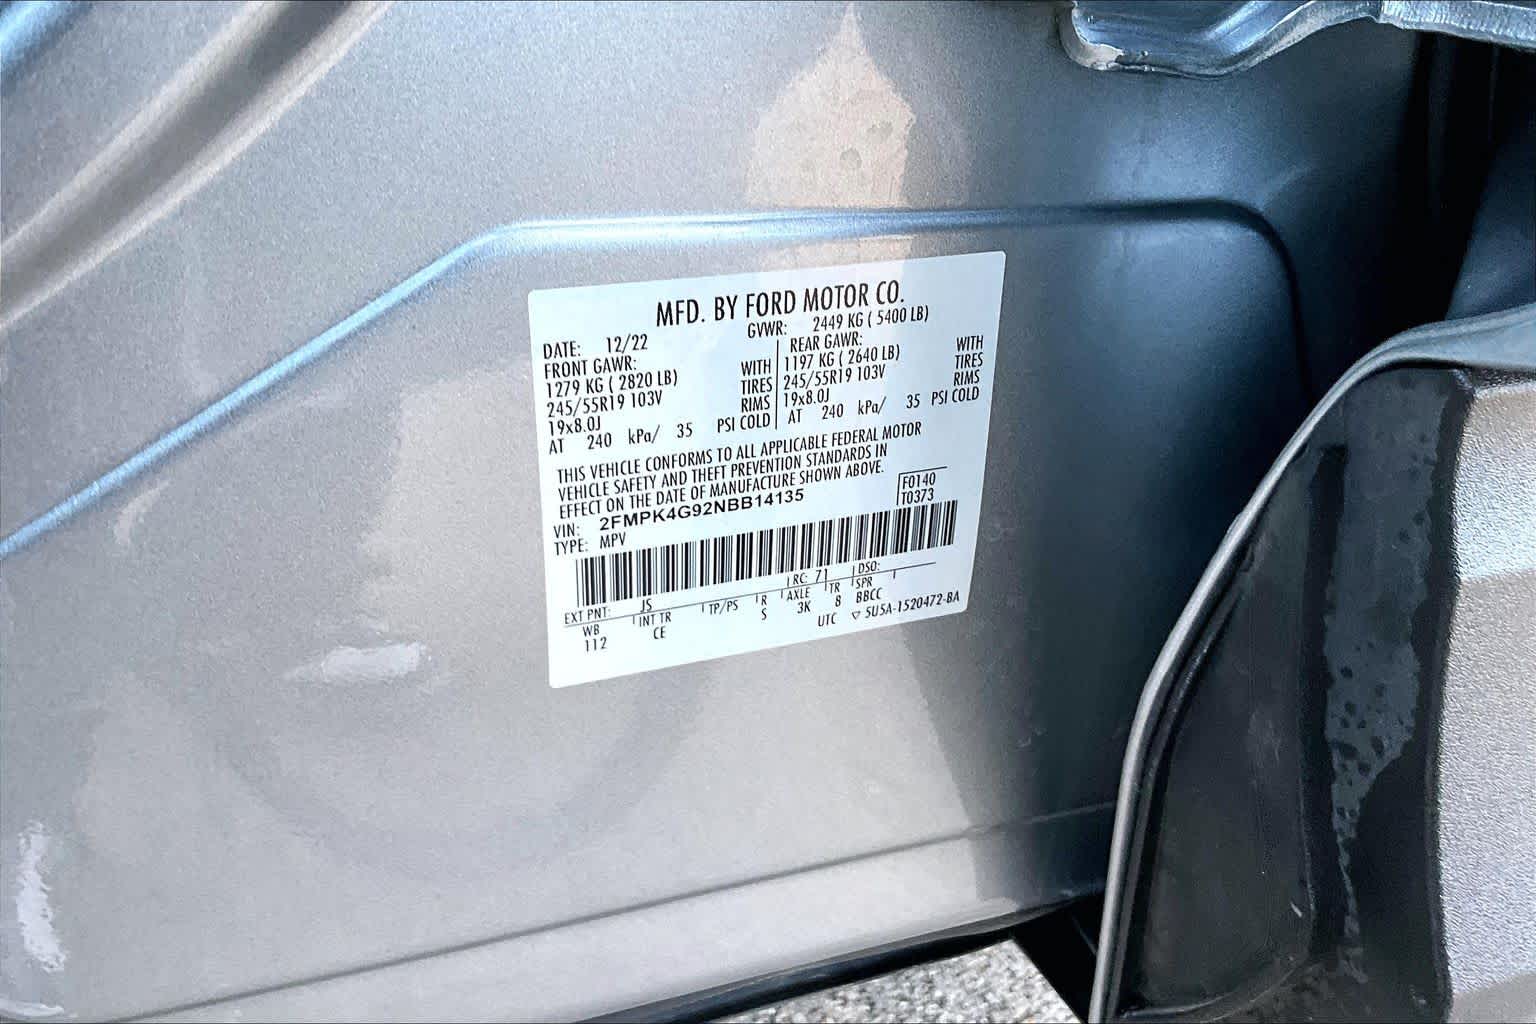 MFD. BY FORD MOTOR CO.
DATE: 12/22 GVWR: 2449 KG ( 5400 LB)
FRONT GAWR: REAR GAWR:
1279 KG ( 2820 LB) WITH 1197 KG ( 2640 LB) WITH
245/55R19 103V TIRES 245/55R19 103V TIRES
19x8.0J RIMS 19x8.0J RIMS
AT 240 kPa/ 35 PSI COLD AT 240 kPa/ 35 PSI COLD
THIS VEHICLE CONFORMS TO ALL APPLICABLE FEDERAL MOTOR
VEHICLE SAFETY AND THEFT PREVENTION STANDARDS IN
EFFECT ON THE DATE OF MANUFACTURE SHOWN ABOVE.
F0140
VIN: 2FMPK4G92NBB14135 T0373
TYPE: MPV
EXT PNT: JS RC: 71 DSO:
WB INT TR TP/PS R AXLE TR SPR
112 CE S 3K 8 BBCC
UTC ▽ 5U5A-1520472-BA